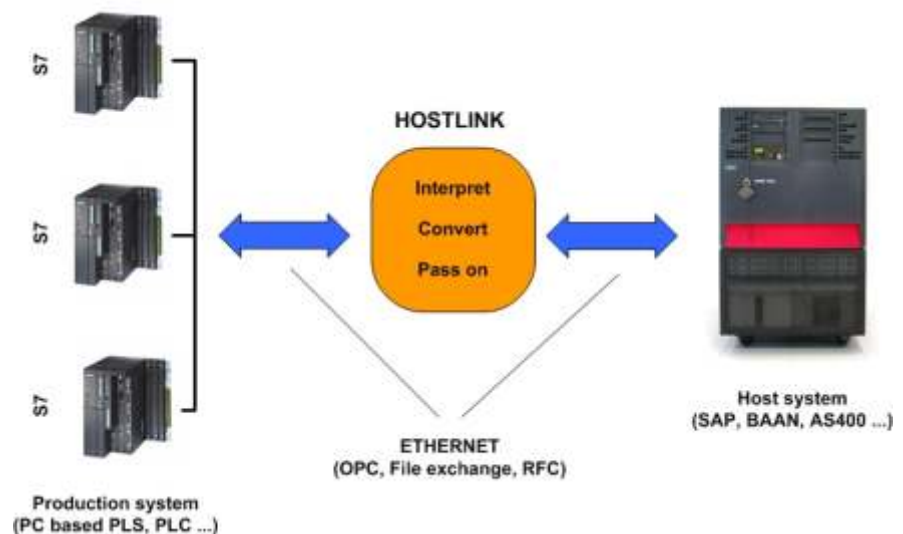 S7
S7
S7
HOSTLINK
Interpret
Convert
Pass on
ETHERNET
(OPC, File exchange, RFC)
Host system
(SAP, BAAN, AS400 ...)
Production system
(PC based PLS, PLC ...)